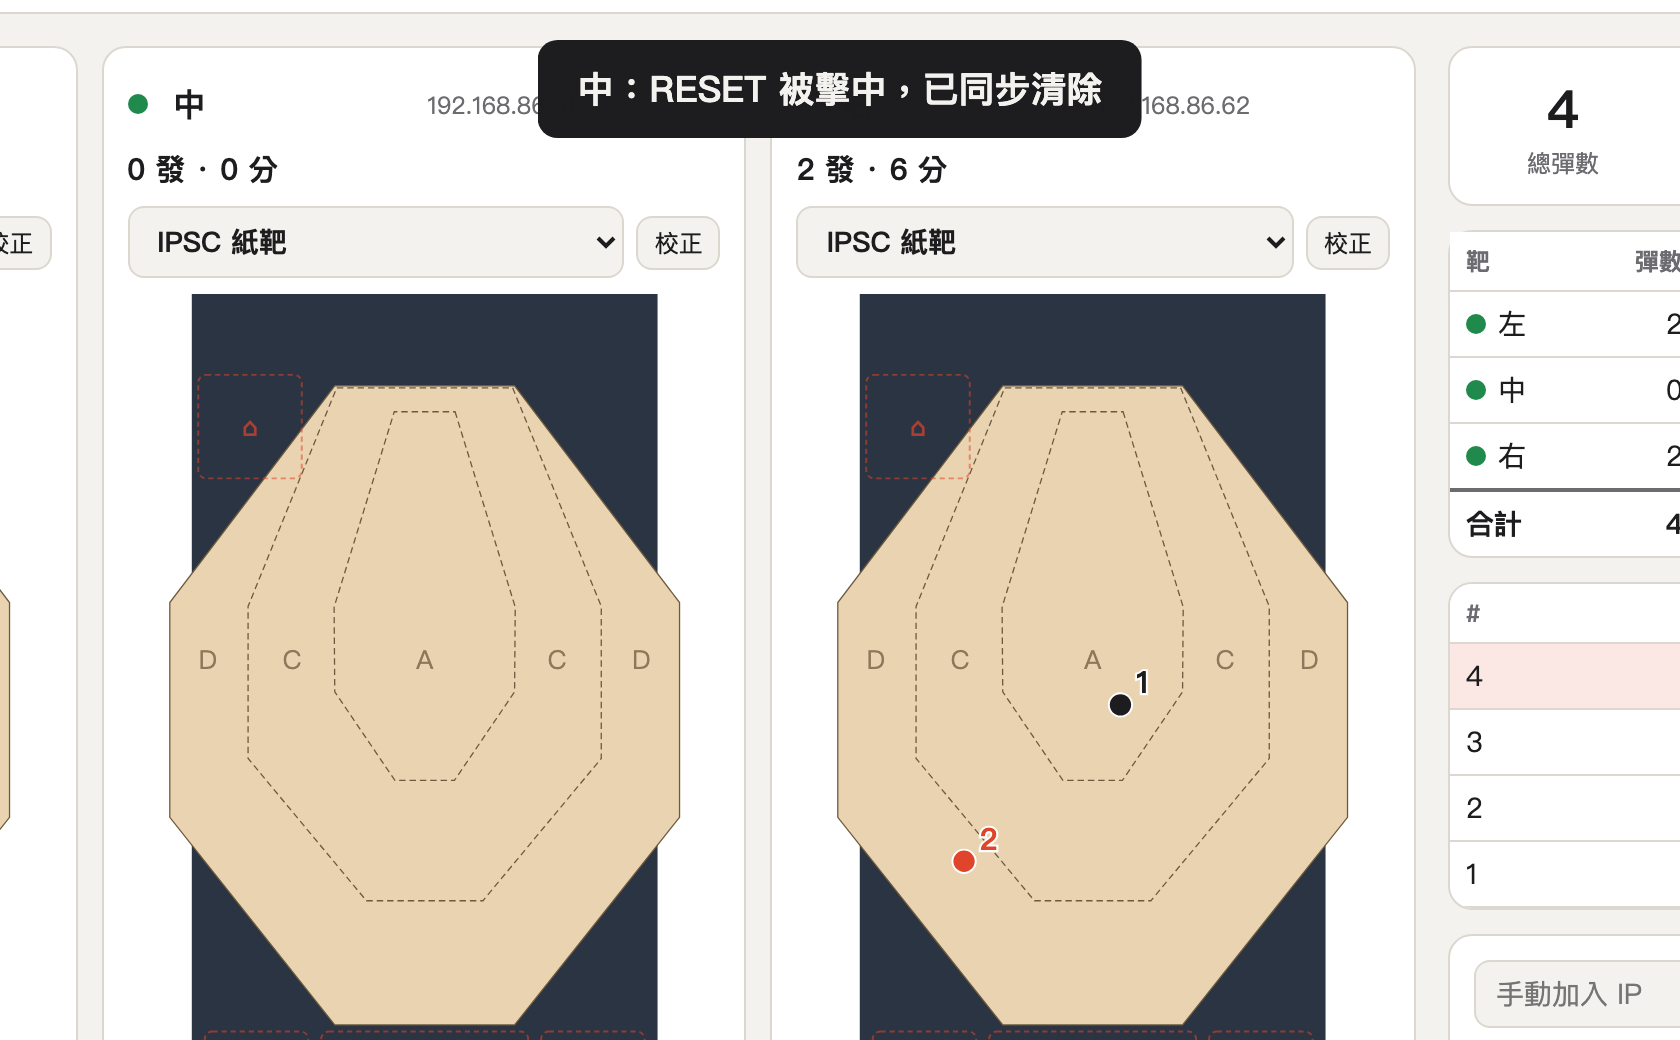 中：RESET 被擊中，已同步清除
校正
中
192.168.86
0 發 · 0 分
IPSC 紙靶
校正
D C A C D
168.86.62
2 發 · 6 分
IPSC 紙靶
校正
D C A C D
1
2
4
總彈數
靶 彈數
左 2
中 0
右 2
合計 4
#
4
3
2
1
手動加入 IP